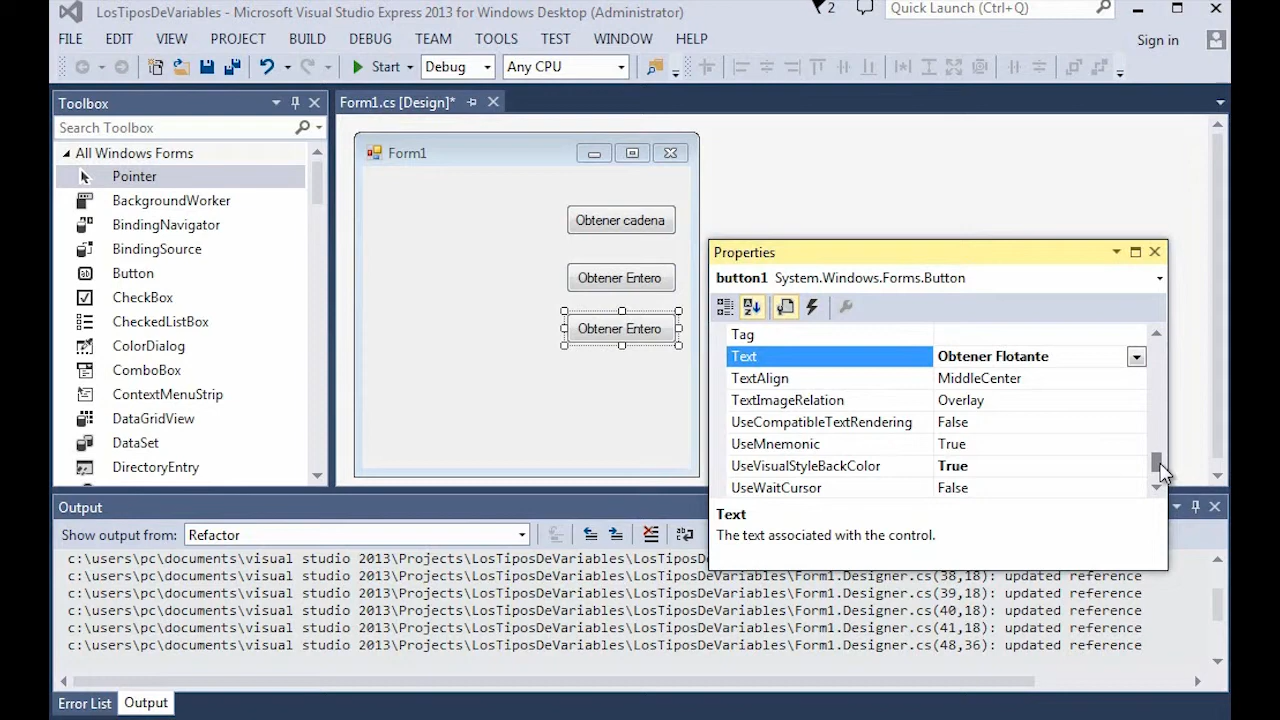 LosTiposDeVariables - Microsoft Visual Studio Express 2013 for Windows Desktop (Administrator)
2
Quick Launch (Ctrl+Q)
FILE EDIT VIEW PROJECT BUILD DEBUG TEAM TOOLS TEST WINDOW HELP
Sign in
Start Debug Any CPU
Toolbox
Search Toolbox
All Windows Forms
Pointer
BackgroundWorker
BindingNavigator
BindingSource
Button
CheckBox
CheckedListBox
ColorDialog
ComboBox
ContextMenuStrip
DataGridView
DataSet
DirectoryEntry
Form1.cs [Design]*
Form1
Obtener cadena
Obtener Entero
Obtener Entero
Properties
button1 System.Windows.Forms.Button
Tag
Text Obtener Flotante
TextAlign MiddleCenter
TextImageRelation Overlay
UseCompatibleTextRendering False
UseMnemonic True
UseVisualStyleBackColor True
UseWaitCursor False
Text
The text associated with the control.
Output
Show output from: Refactor
c:\users\pc\documents\visual studio 2013\Projects\LosTiposDeVariables\LosTiposDeV
c:\users\pc\documents\visual studio 2013\Projects\LosTiposDeVariables\LosTiposDeVariables\Form1.Designer.cs(38,18): updated reference
c:\users\pc\documents\visual studio 2013\Projects\LosTiposDeVariables\LosTiposDeVariables\Form1.Designer.cs(39,18): updated reference
c:\users\pc\documents\visual studio 2013\Projects\LosTiposDeVariables\LosTiposDeVariables\Form1.Designer.cs(40,18): updated reference
c:\users\pc\documents\visual studio 2013\Projects\LosTiposDeVariables\LosTiposDeVariables\Form1.Designer.cs(41,18): updated reference
c:\users\pc\documents\visual studio 2013\Projects\LosTiposDeVariables\LosTiposDeVariables\Form1.Designer.cs(48,36): updated reference
Error List Output